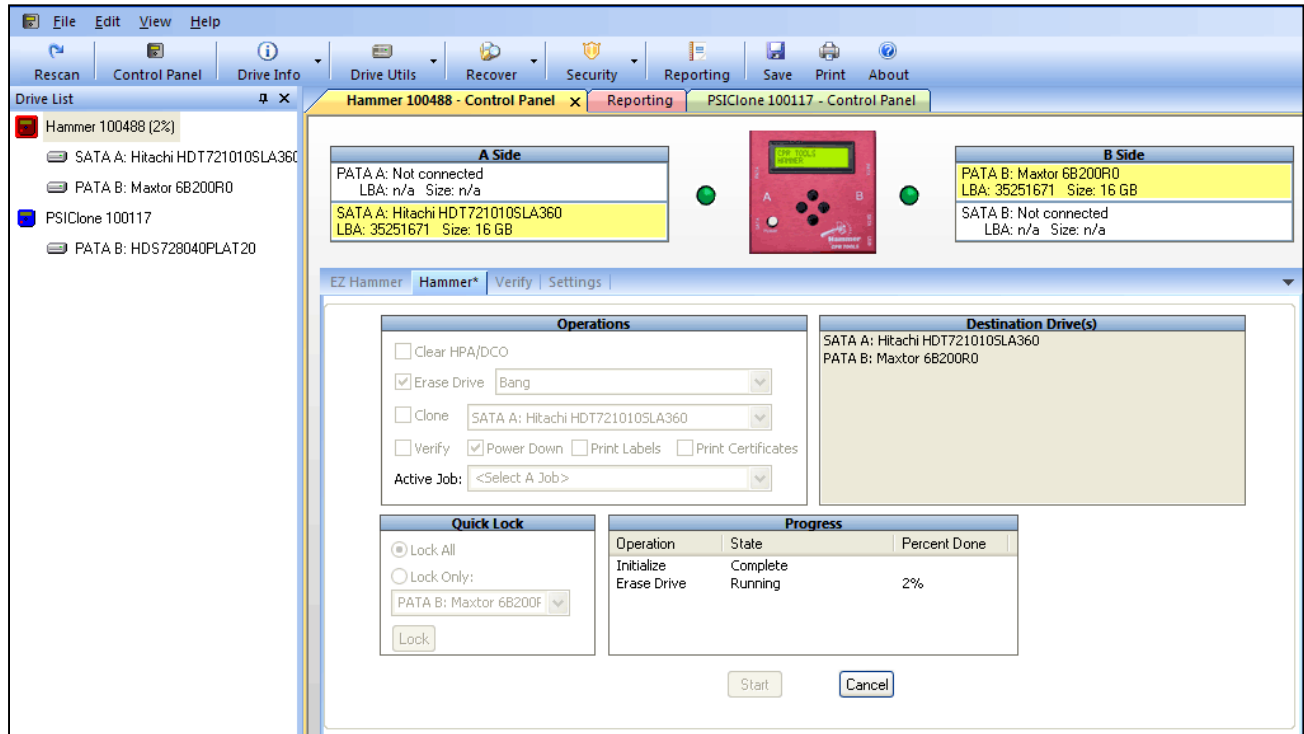 File Edit View Help
Rescan Control Panel Drive Info Drive Utils Recover Security Reporting Save Print About
Drive List
Hammer 100488 (2%)
SATA A: Hitachi HDT721010SLA360
PATA B: Maxtor 6B200R0
PSIClone 100117
PATA B: HDS728040PLAT20
Hammer 100488 - Control Panel x Reporting PSIClone 100117 - Control Panel
A Side
PATA A: Not connected
LBA: n/a Size: n/a
SATA A: Hitachi HDT721010SLA360
LBA: 35251671 Size: 16 GB
CPR TOOLS
HAMMER
A B
Hammer
CPR TOOLS
B Side
PATA B: Maxtor 6B200R0
LBA: 35251671 Size: 16 GB
SATA B: Not connected
LBA: n/a Size: n/a
EZ Hammer Hammer* Verify Settings
Operations
Clear HPA/DCO
Erase Drive Bang
Clone SATA A: Hitachi HDT721010SLA360
Verify Power Down Print Labels Print Certificates
Active Job: <Select A Job>
Destination Drive(s)
SATA A: Hitachi HDT721010SLA360
PATA B: Maxtor 6B200R0
Quick Lock
Lock All
Lock Only:
PATA B: Maxtor 6B200F
Lock
Progress
Operation State Percent Done
Initialize Complete
Erase Drive Running 2%
Start Cancel